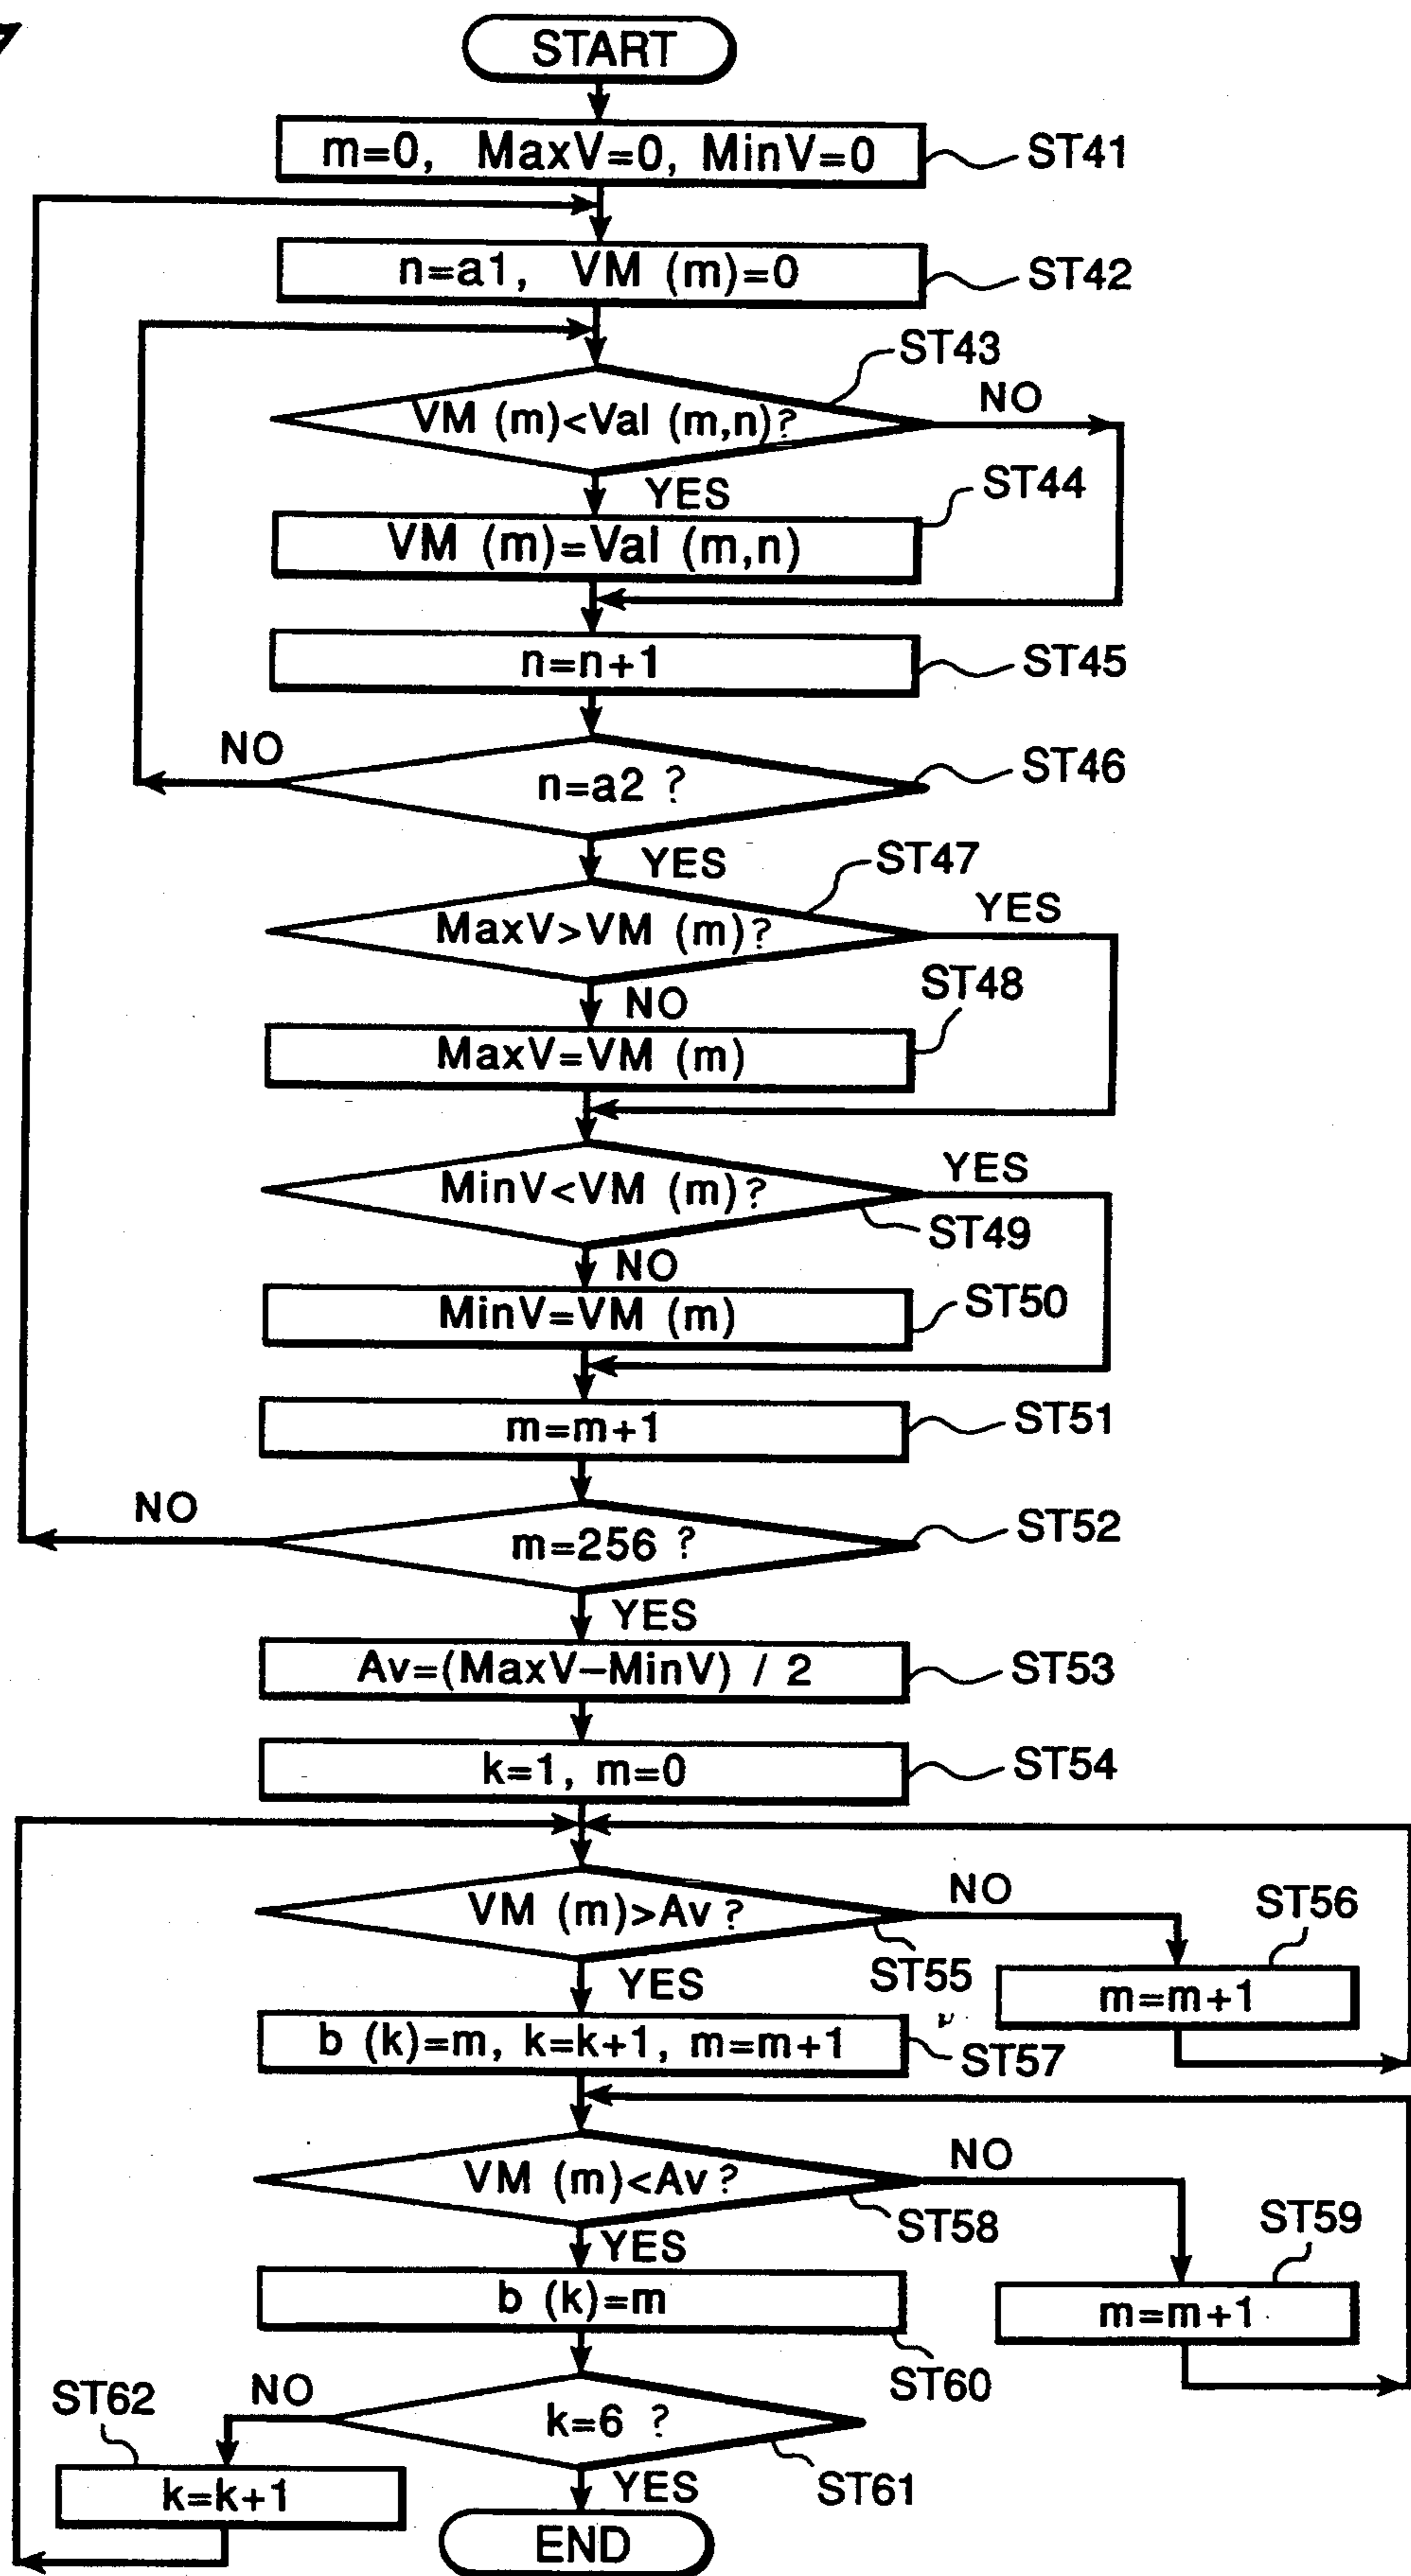 START
m=0, MaxV=0, MinV=0
ST41
n=a1, VM (m)=0
ST42
ST43
VM (m)<Val (m,n)?
NO
YES
ST44
VM (m)=Val (m,n)
n=n+1
ST45
NO
n=a2 ?
ST46
YES
ST47
MaxV>VM (m)?
YES
NO
ST48
MaxV=VM (m)
MinV<VM (m)?
YES
ST49
NO
MinV=VM (m)
ST50
m=m+1
ST51
NO
m=256 ?
ST52
YES
Av=(MaxV-MinV) / 2
ST53
k=1, m=0
ST54
VM (m)>Av?
NO
ST55
ST56
YES
m=m+1
b (k)=m, k=k+1, m=m+1
ST57
VM (m)<Av?
NO
ST58
ST59
YES
b (k)=m
m=m+1
ST60
ST62
NO
k=6 ?
ST61
YES
k=k+1
END